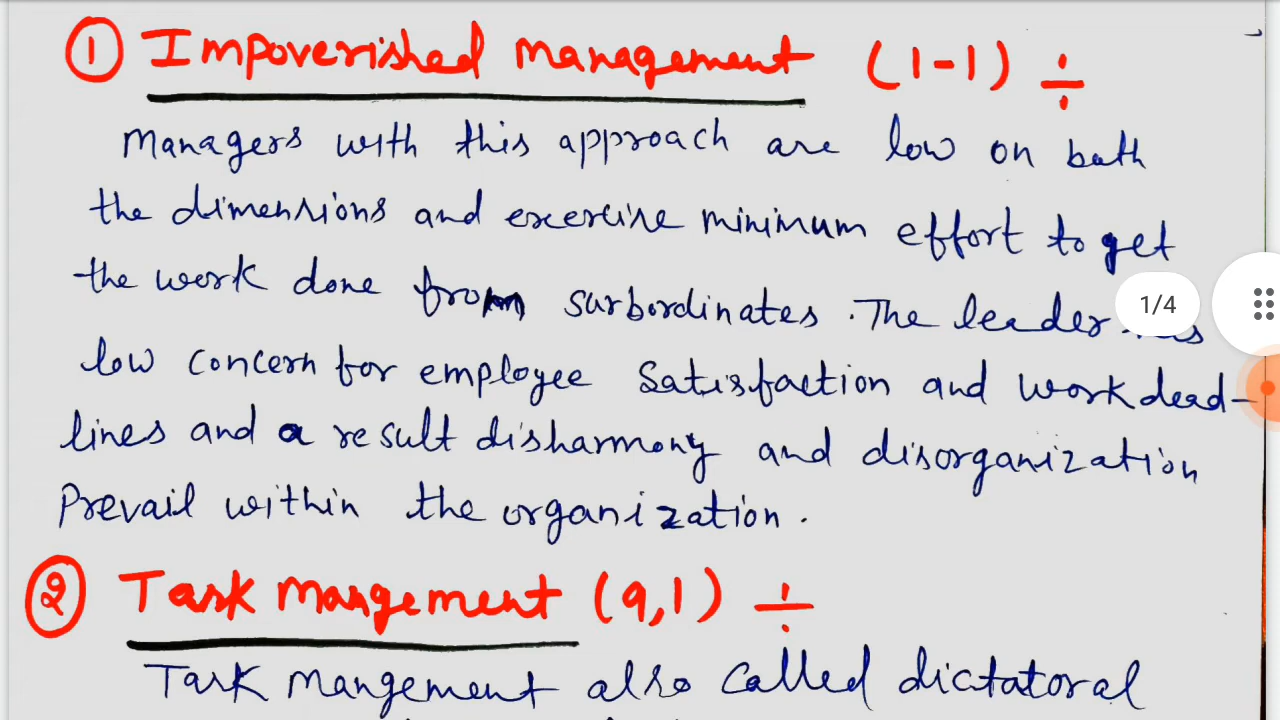 ① Impoverished management (1-1) ÷
Managers with this approach are low on both
the dimensions and excercise minimum effort to get
the work done from surbordinates. The leader has
1/4
low concern for employee Satisfaction and work dead-
lines and a result disharmony and disorganization
Prevail within the organization.
② Task mangement (9,1) ÷
Task mangement also called dictatoral